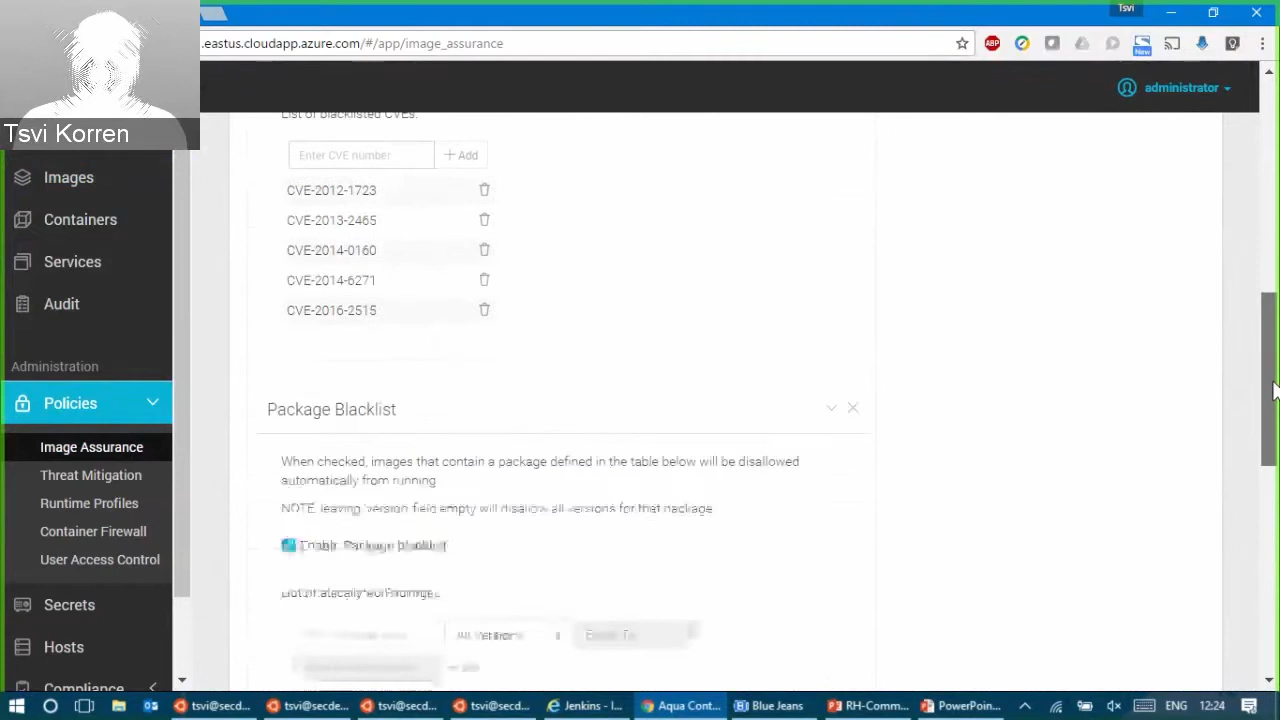 Tsvi
.eastus.cloudapp.azure.com/#/app/image_assurance
ABP
New
administrator
Tsvi Korren
List of blacklisted CVEs:
Enter CVE number
+ Add
CVE-2012-1723
CVE-2013-2465
CVE-2014-0160
CVE-2014-6271
CVE-2016-2515
Images
Containers
Services
Audit
Administration
Policies
Image Assurance
Threat Mitigation
Runtime Profiles
Container Firewall
User Access Control
Secrets
Hosts
Compliance
Package Blacklist
When checked, images that contain a package defined in the table below will be disallowed
automatically from running
NOTE: leaving version field empty will disallow all versions for that package
Enable Package blacklist
tsvi@secd...
tsvi@secde...
tsvi@secd...
tsvi@secd...
Jenkins - I...
Aqua Cont...
Blue Jeans
RH-Comm...
PowerPoin...
ENG
12:24